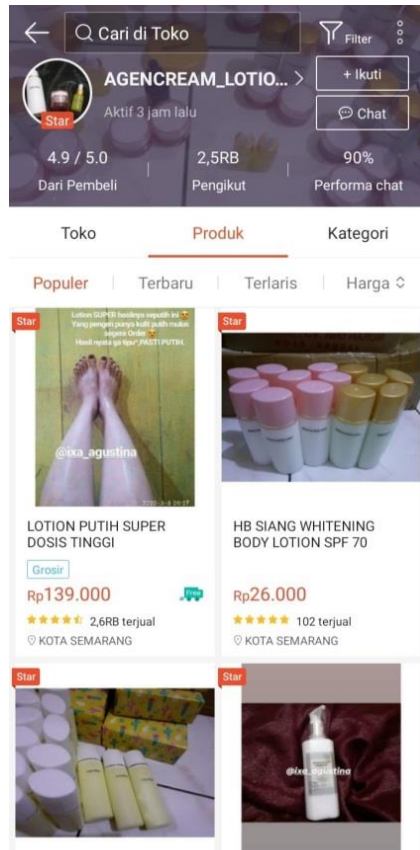 Cari di Toko
Filter
AGENCREAM_LOTIO...
+ Ikuti
Star
Aktif 3 jam lalu
Chat
4.9 / 5.0
2,5RB
90%
Dari Pembeli
Pengikut
Performa chat
Toko
Produk
Kategori
Populer
Terbaru
Terlaris
Harga
Star
Lotion SUPER hasilnya seputih ini
Yang pengen punya kulit putih mulus
segera Order
Hasil nyata ga tipu",PASTI PUTIH.
@ixa_agustina
LOTION PUTIH SUPER
DOSIS TINGGI
Grosir
Rp139.000
Free
2,6RB terjual
KOTA SEMARANG
Star
HB SIANG WHITENING
BODY LOTION SPF 70
Rp26.000
102 terjual
KOTA SEMARANG
Star
Star
@ixa_agustina